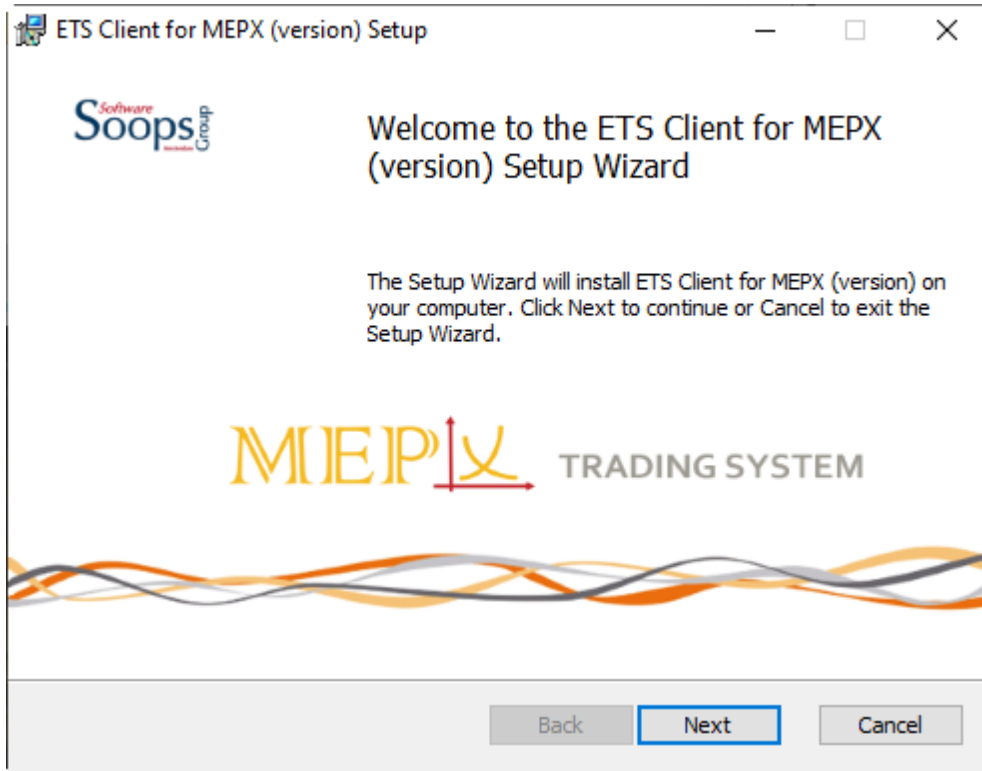 ETS Client for MEPX (version) Setup
Software
Soops
Group
Welcome to the ETS Client for MEPX
(version) Setup Wizard
The Setup Wizard will install ETS Client for MEPX (version) on
your computer. Click Next to continue or Cancel to exit the
Setup Wizard.
MEPX TRADING SYSTEM
Back Next Cancel